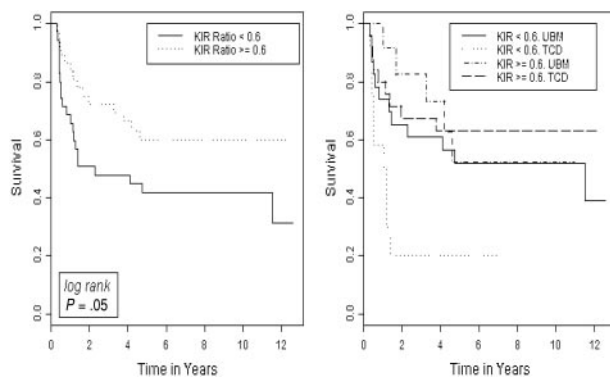 KIR Ratio < 0.6
KIR Ratio >= 0.6
Survival
1.0
0.8
0.6
0.4
0.2
0.0
log rank
P = .05
0 2 4 6 8 10 12
Time in Years
KIR < 0.6. UBM
KIR < 0.6. TCD
KIR >= 0.6. UBM
KIR >= 0.6. TCD
Survival
1.0
0.8
0.6
0.4
0.2
0.0
0 2 4 6 8 10 12
Time in Years